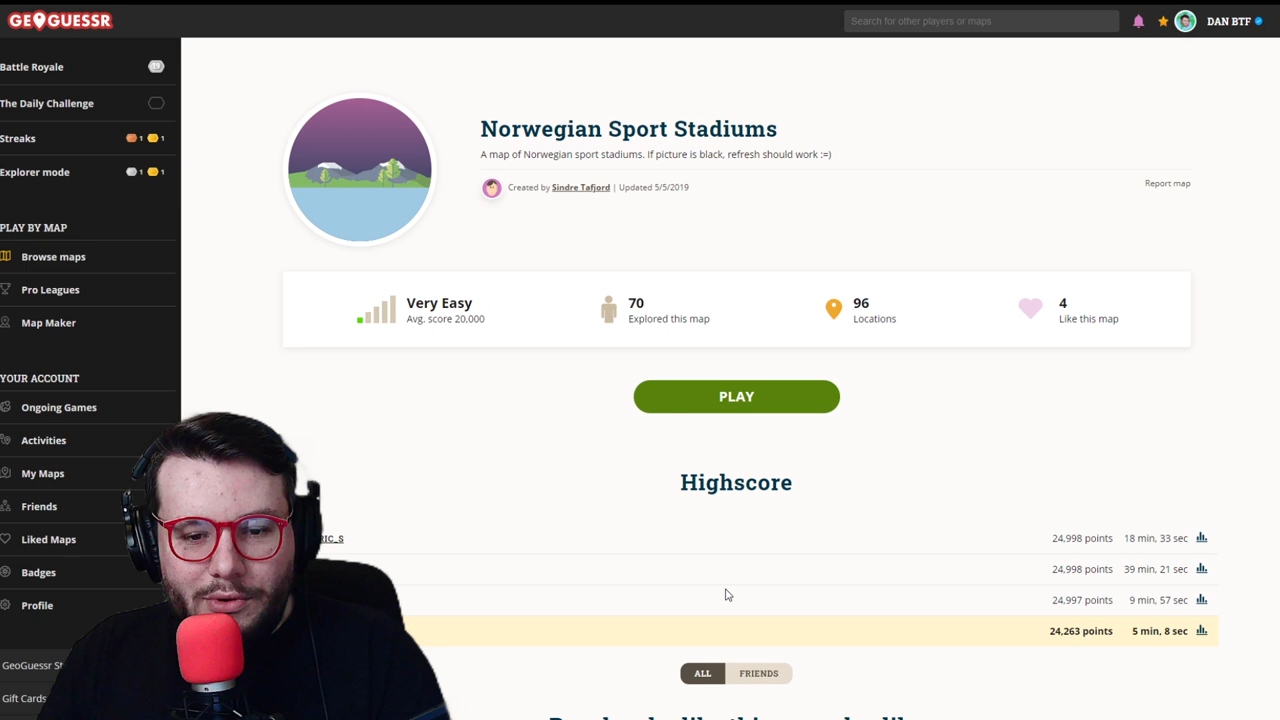 GEOGUESSR
Search for other players or maps
DAN BTF
Battle Royale
19
The Daily Challenge
Streaks 1 1
Explorer mode 1 1
PLAY BY MAP
Browse maps
Pro Leagues
Map Maker
YOUR ACCOUNT
Ongoing Games
Activities
My Maps
Friends
Liked Maps
Badges
Profile
Gift Cards
Norwegian Sport Stadiums
A map of Norwegian sport stadiums. If picture is black, refresh should work :=)
Created by Sindre Tafjord | Updated 5/5/2019
Report map
Very Easy
Avg. score 20,000
70
Explored this map
96
Locations
4
Like this map
PLAY
Highscore
24,998 points 18 min, 33 sec
24,998 points 39 min, 21 sec
24,997 points 9 min, 57 sec
24,263 points 5 min, 8 sec
ALL FRIENDS